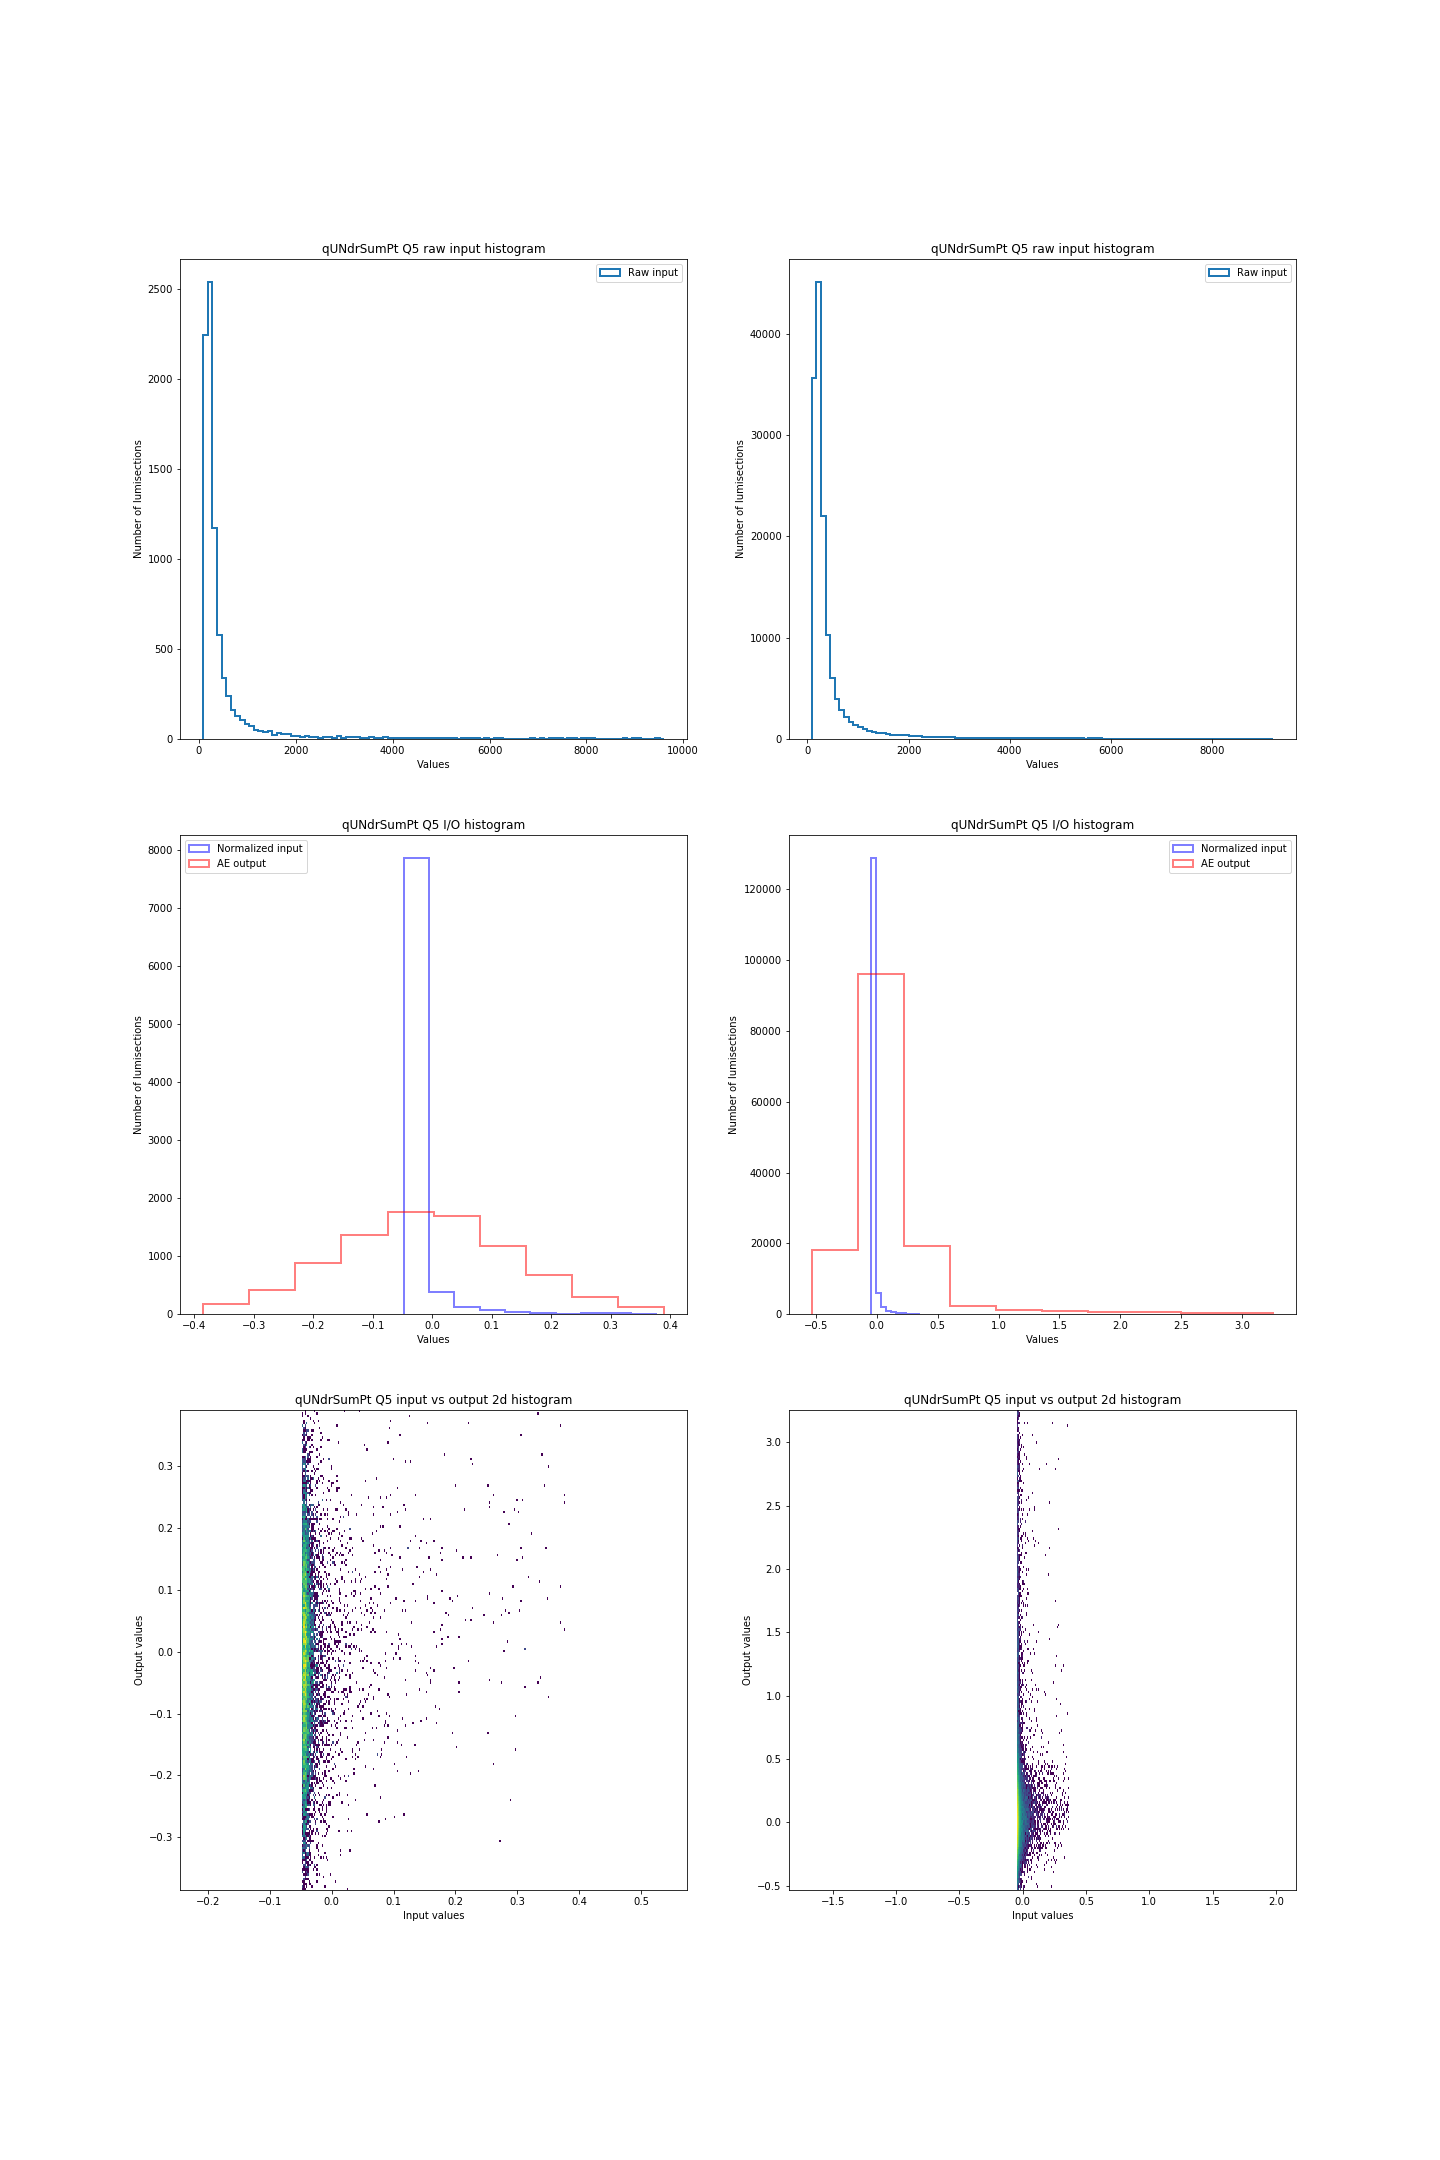 qUNdrSumPt Q5 raw input histogram
Raw input
2500
2000
1500
1000
500
0
Number of lumisections
0 2000 4000 6000 8000 10000
Values
qUNdrSumPt Q5 raw input histogram
Raw input
40000
30000
20000
10000
0
Number of lumisections
0 2000 4000 6000 8000
Values
qUNdrSumPt Q5 I/O histogram
Normalized input
AE output
8000
7000
6000
5000
4000
3000
2000
1000
0
Number of lumisections
−0.4 −0.3 −0.2 −0.1 0.0 0.1 0.2 0.3 0.4
Values
qUNdrSumPt Q5 I/O histogram
Normalized input
AE output
120000
100000
80000
60000
40000
20000
0
Number of lumisections
−0.5 0.0 0.5 1.0 1.5 2.0 2.5 3.0
Values
qUNdrSumPt Q5 input vs output 2d histogram
0.3
0.2
0.1
0.0
−0.1
−0.2
−0.3
Output values
−0.2 −0.1 0.0 0.1 0.2 0.3 0.4 0.5
Input values
qUNdrSumPt Q5 input vs output 2d histogram
3.0
2.5
2.0
1.5
1.0
0.5
0.0
−0.5
Output values
−1.5 −1.0 −0.5 0.0 0.5 1.0 1.5 2.0
Input values